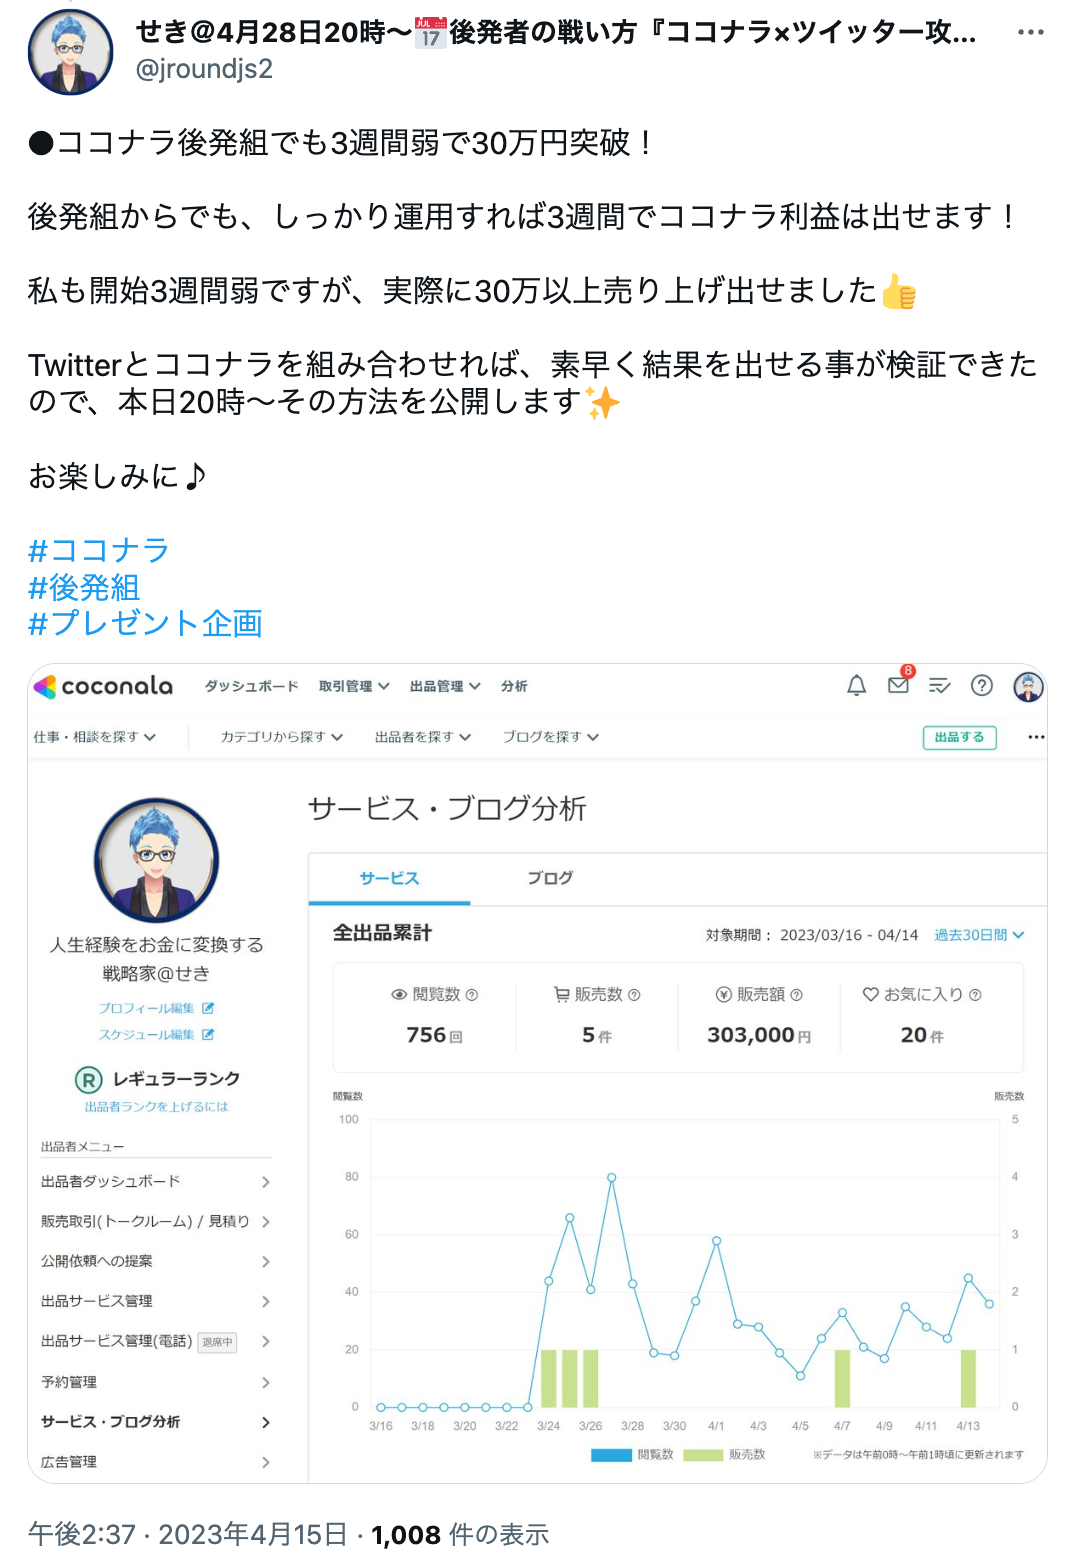 せき@4月28日20時〜📅後発者の戦い方『ココナラ×ツイッター攻...
@jroundjs2
●ココナラ後発組でも3週間弱で30万円突破！
後発組からでも、しっかり運用すれば3週間でココナラ利益は出せます！
私も開始3週間弱ですが、実際に30万以上売り上げ出せました👍
Twitterとココナラを組み合わせれば、素早く結果を出せる事が検証できた
ので、本日20時〜その方法を公開します✨
お楽しみに♪
#ココナラ
#後発組
#プレゼント企画
coconala ダッシュボード 取引管理 出品管理 分析 8
仕事・相談を探す カテゴリから探す 出品者を探す ブログを探す 出品する
人生経験をお金に変換する
戦略家@せき
プロフィール編集
スケジュール編集
R レギュラーランク
出品者ランクを上げるには
出品者メニュー
出品者ダッシュボード
販売取引(トークルーム) / 見積り
公開依頼への提案
出品サービス管理
出品サービス管理(電話) 退席中
予約管理
サービス・ブログ分析
広告管理
サービス・ブログ分析
サービス ブログ
全出品累計 対象期間： 2023/03/16 - 04/14 過去30日間
閲覧数 販売数 販売額 お気に入り
756回 5件 303,000円 20件
閲覧数 販売数
100 5
80 4
60 3
40 2
20 1
0 0
3/16 3/18 3/20 3/22 3/24 3/26 3/28 3/30 4/1 4/3 4/5 4/7 4/9 4/11 4/13
閲覧数 販売数 ※データは午前0時〜午前1時頃に更新されます
午後2:37 · 2023年4月15日 · 1,008 件の表示